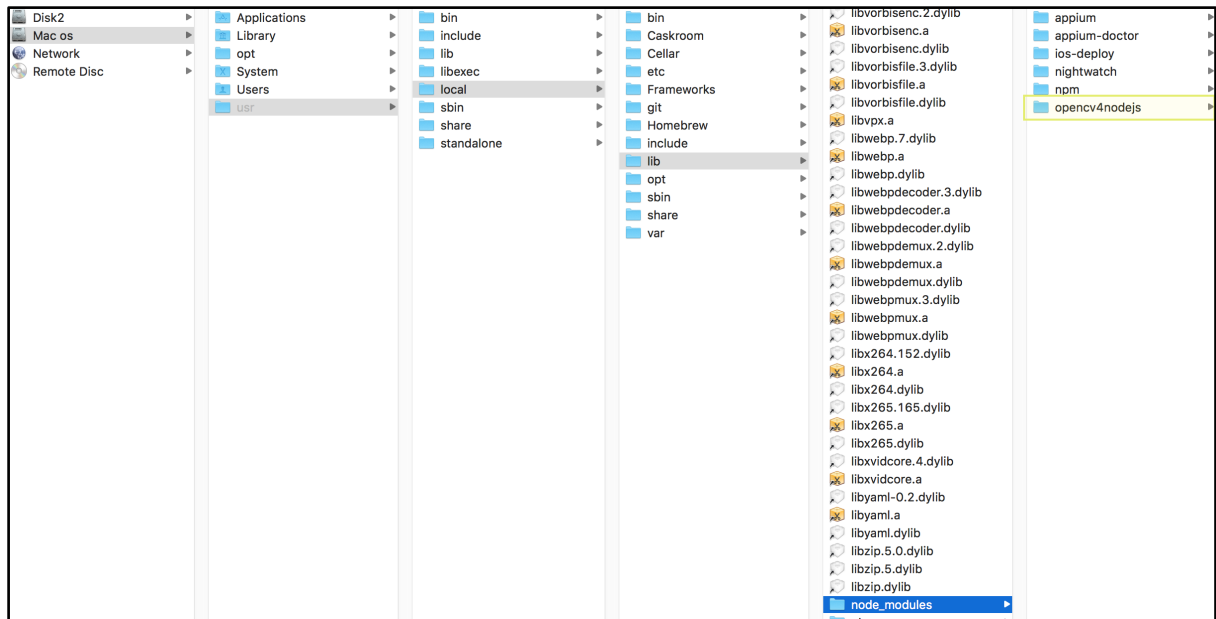 Disk2
Mac os
Network
Remote Disc
Applications
Library
opt
System
Users
usr
bin
include
lib
libexec
local
sbin
share
standalone
bin
Caskroom
Cellar
etc
Frameworks
git
Homebrew
include
lib
opt
sbin
share
var
libvorbisenc.2.dylib
libvorbisenc.a
libvorbisenc.dylib
libvorbisfile.3.dylib
libvorbisfile.a
libvorbisfile.dylib
libvpx.a
libwebp.7.dylib
libwebp.a
libwebp.dylib
libwebpdecoder.3.dylib
libwebpdecoder.a
libwebpdecoder.dylib
libwebpdemux.2.dylib
libwebpdemux.a
libwebpdemux.dylib
libwebpmux.3.dylib
libwebpmux.a
libwebpmux.dylib
libx264.152.dylib
libx264.a
libx264.dylib
libx265.165.dylib
libx265.a
libx265.dylib
libxvidcore.4.dylib
libxvidcore.a
libyaml-0.2.dylib
libyaml.a
libyaml.dylib
libzip.5.0.dylib
libzip.5.dylib
libzip.dylib
node_modules
appium
appium-doctor
ios-deploy
nightwatch
npm
opencv4nodejs